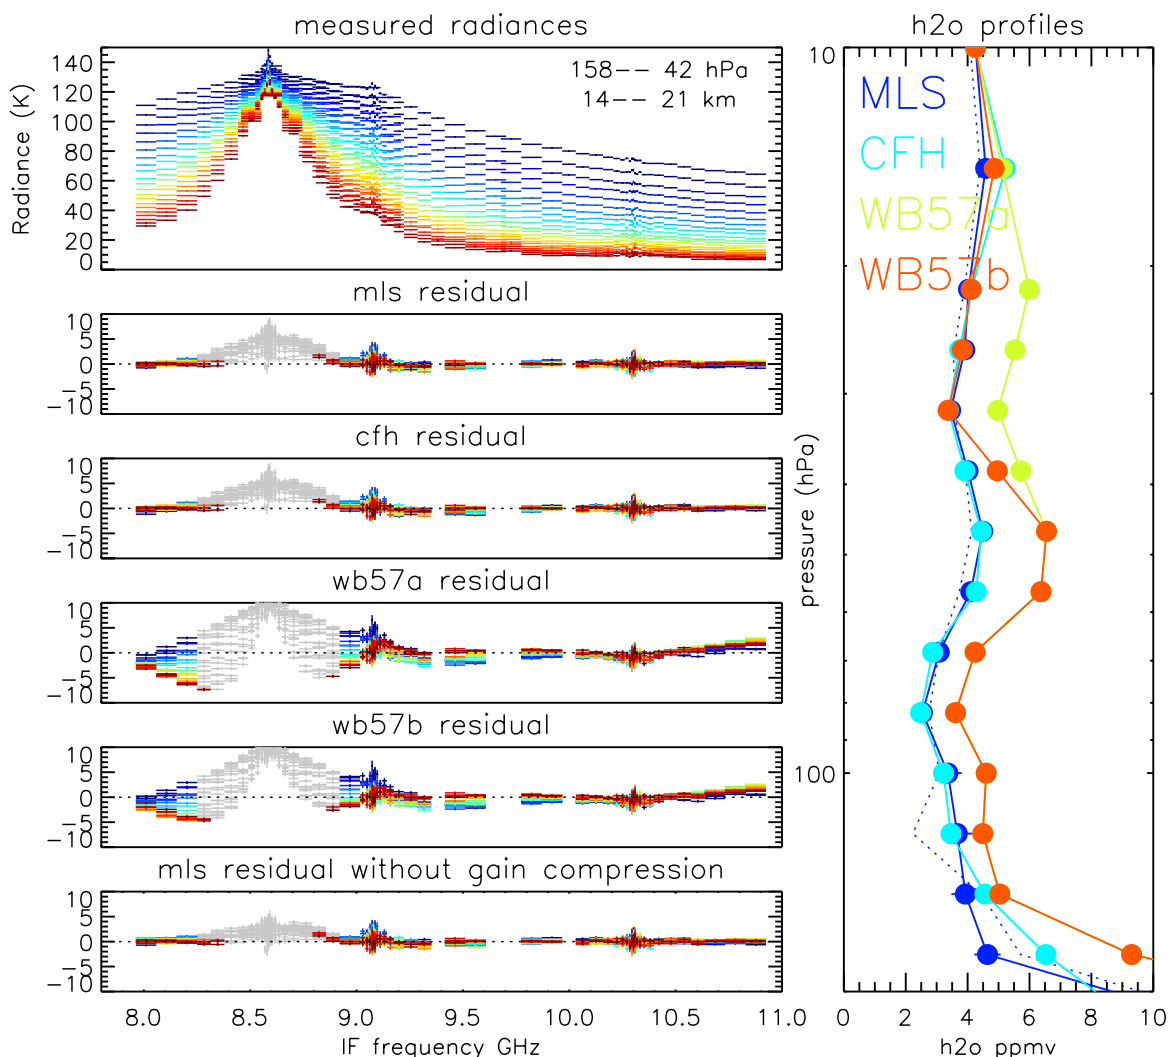 measured radiances
h2o profiles
Radiance (K)
140
120
100
80
60
40
20
0
158-- 42 hPa
14-- 21 km
mls residual
10
5
0
-5
-10
cfh residual
10
5
0
-5
-10
wb57a residual
10
5
0
-5
-10
wb57b residual
10
5
0
-5
-10
mls residual without gain compression
10
5
0
-5
-10
8.0 8.5 9.0 9.5 10.0 10.5 11.0
IF frequency GHz
10
MLS
CFH
WB57a
WB57b
pressure (hPa)
100
0 2 4 6 8 10
h2o ppmv